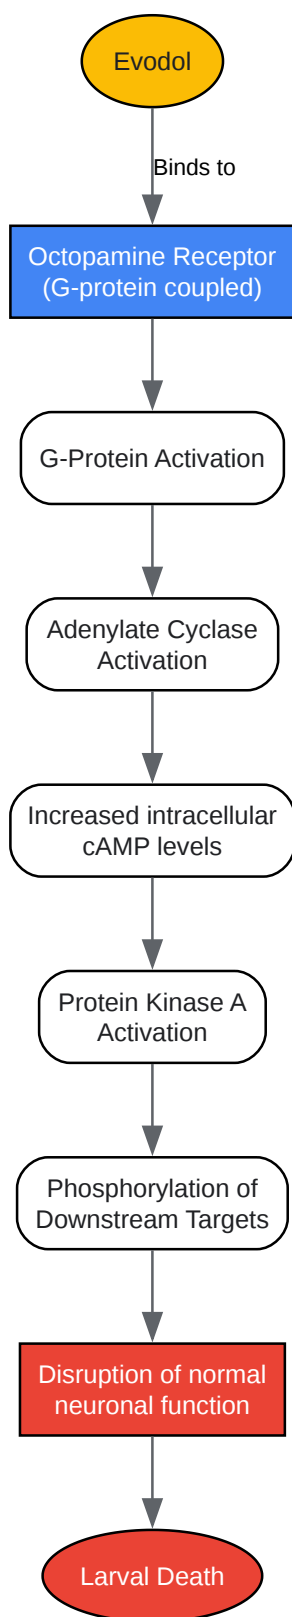 Evodol
Binds to
Octopamine Receptor
(G-protein coupled)
G-Protein Activation
Adenylate Cyclase
Activation
Increased intracellular
cAMP levels
Protein Kinase A
Activation
Phosphorylation of
Downstream Targets
Disruption of normal
neuronal function
Larval Death